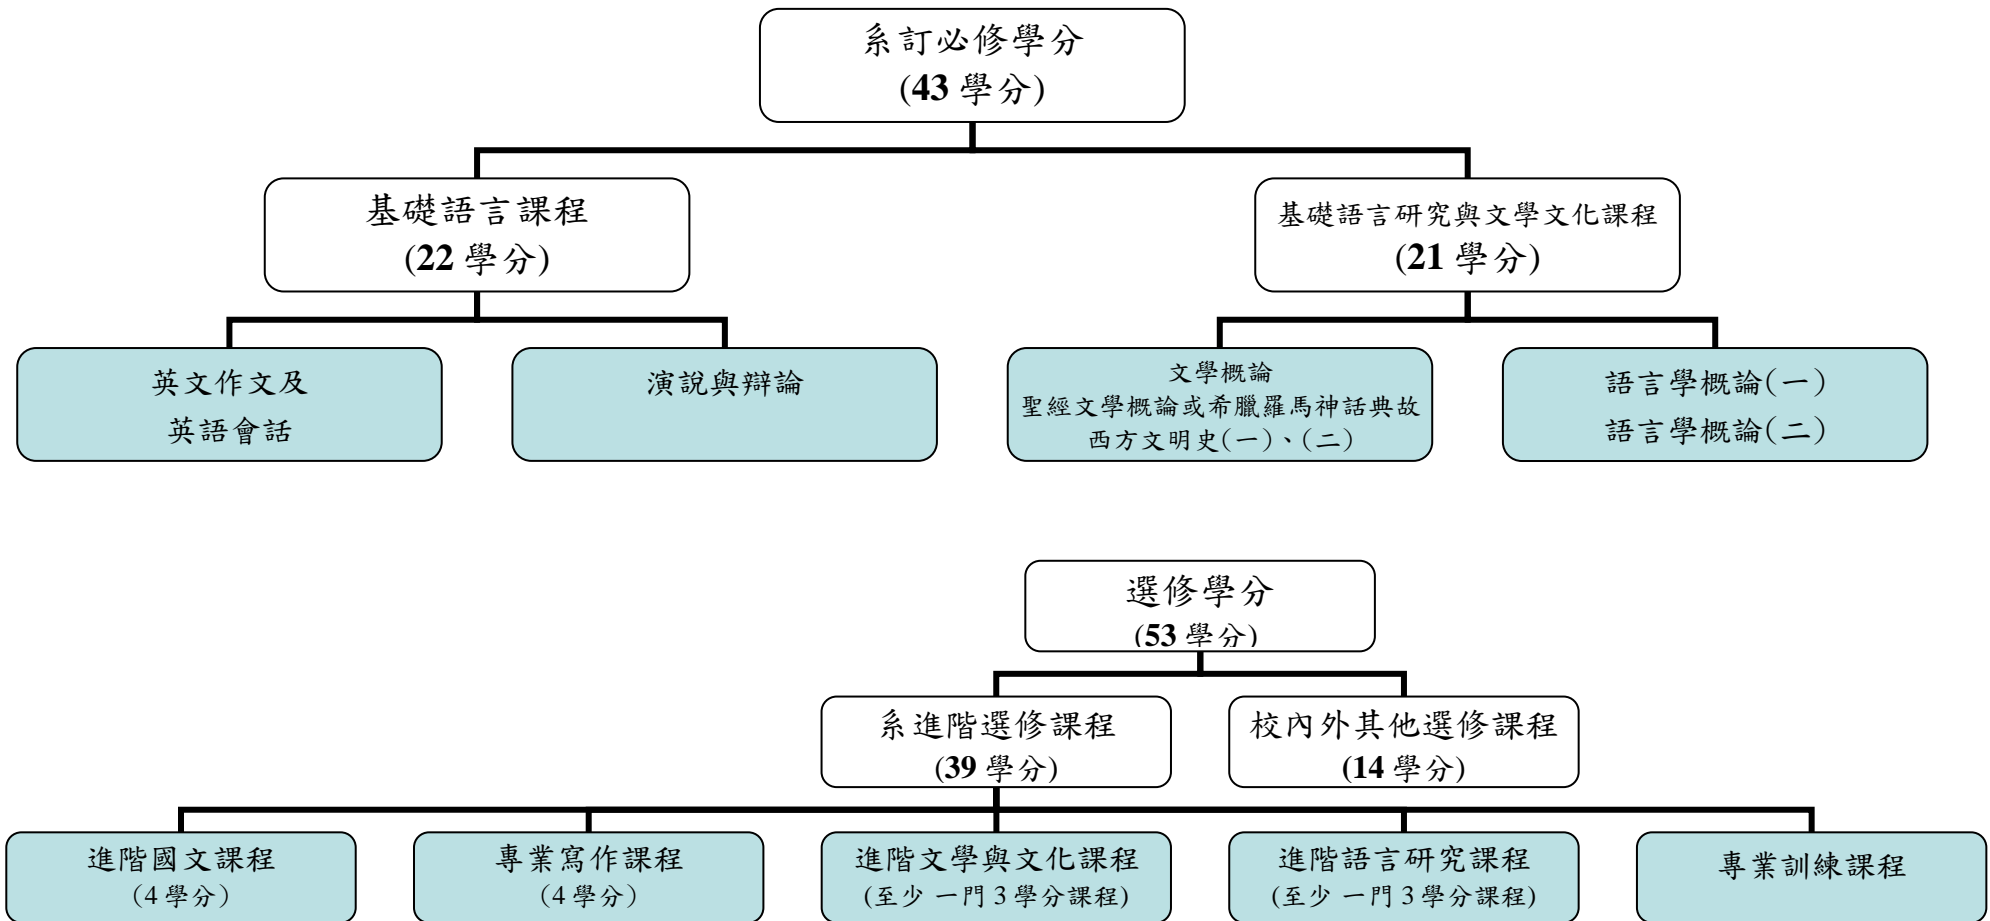 系訂必修學分
(43 學分)
基礎語言課程
(22 學分)
基礎語言研究與文學文化課程
(21 學分)
英文作文及
英語會話
演說與辯論
文學概論
聖經文學概論或希臘羅馬神話典故
西方文明史(一)、(二)
語言學概論(一)
語言學概論(二)
選修學分
(53 學分)
系進階選修課程
(39 學分)
校內外其他選修課程
(14 學分)
進階國文課程
(4 學分)
專業寫作課程
(4 學分)
進階文學與文化課程
(至少 一門 3 學分課程)
進階語言研究課程
(至少 一門 3 學分課程)
專業訓練課程